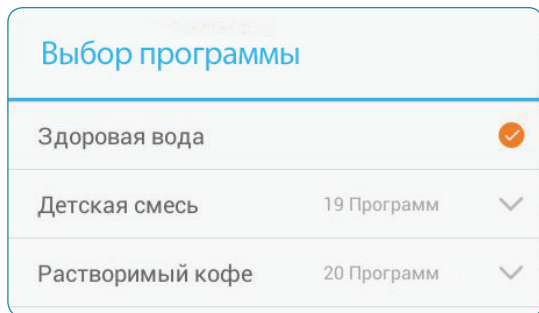 Выбор программы
Здоровая вода
Детская смесь 19 Программ
Растворимый кофе 20 Программ